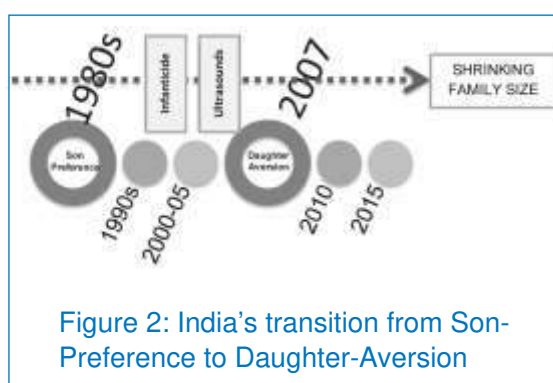 1980s
Infanticide
Ultrasounds
2007
SHRINKING
FAMILY SIZE
Son
Preference
Daughter
Aversion
1990s
2000-05
2010
2015
Figure 2: India's transition from Son-
Preference to Daughter-Aversion